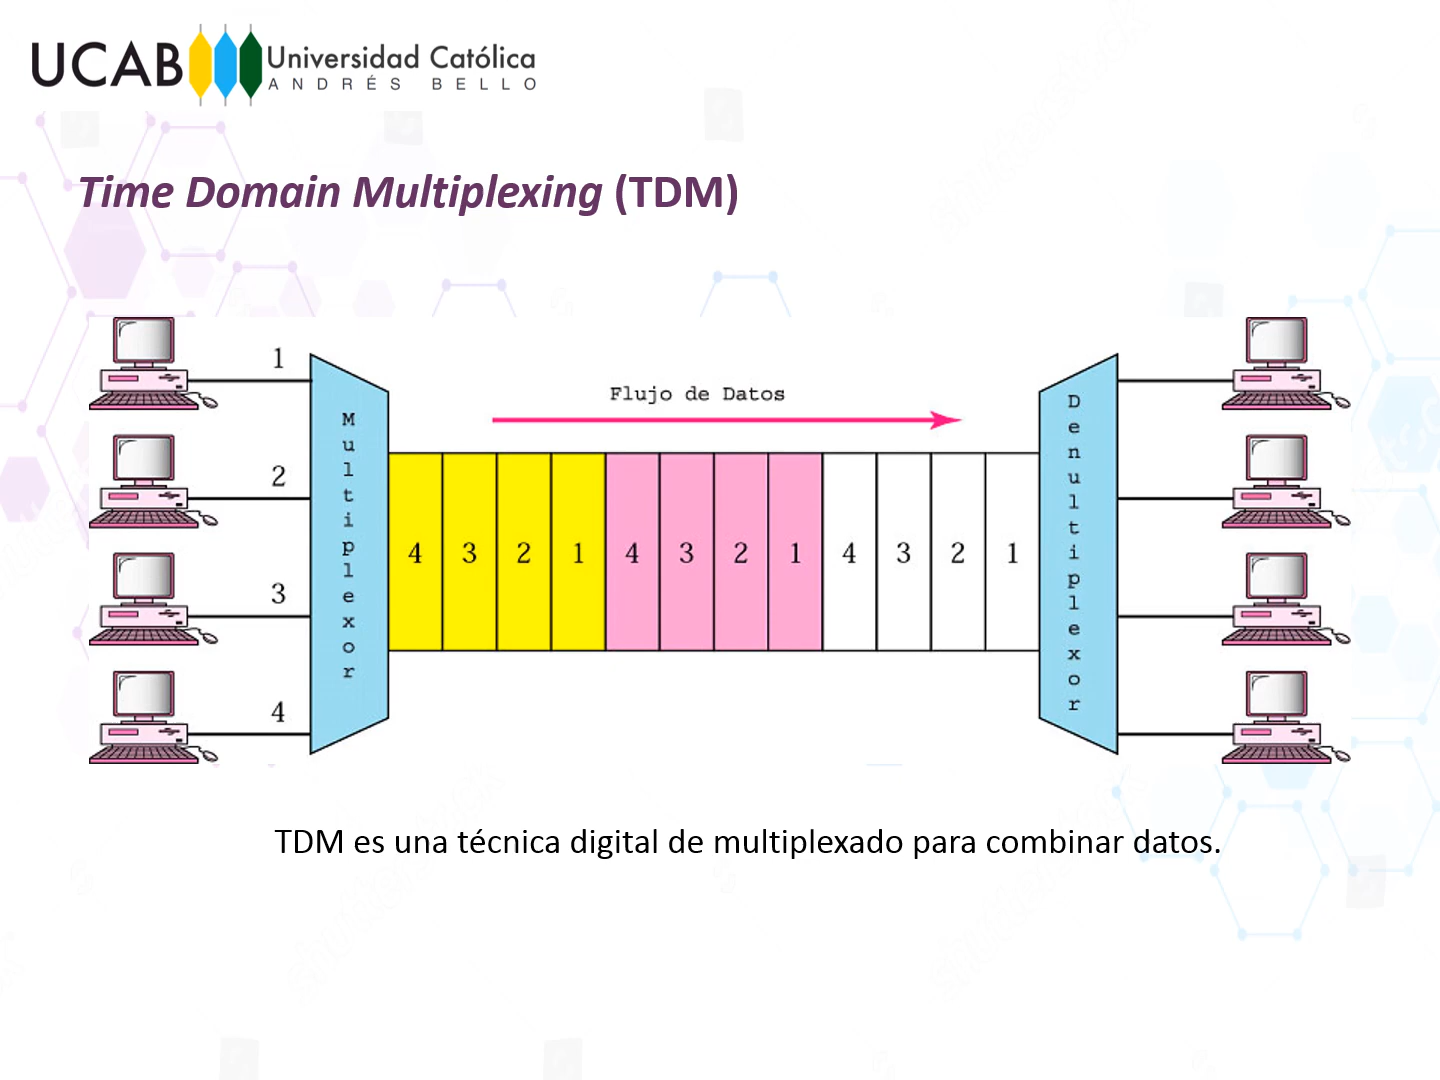 UCAB Universidad Católica
ANDRÉS BELLO
Time Domain Multiplexing (TDM)
1
2
3
4
Multiplexor
Flujo de Datos
4 3 2 1 4 3 2 1 4 3 2 1
Denultiplexor
TDM es una técnica digital de multiplexado para combinar datos.